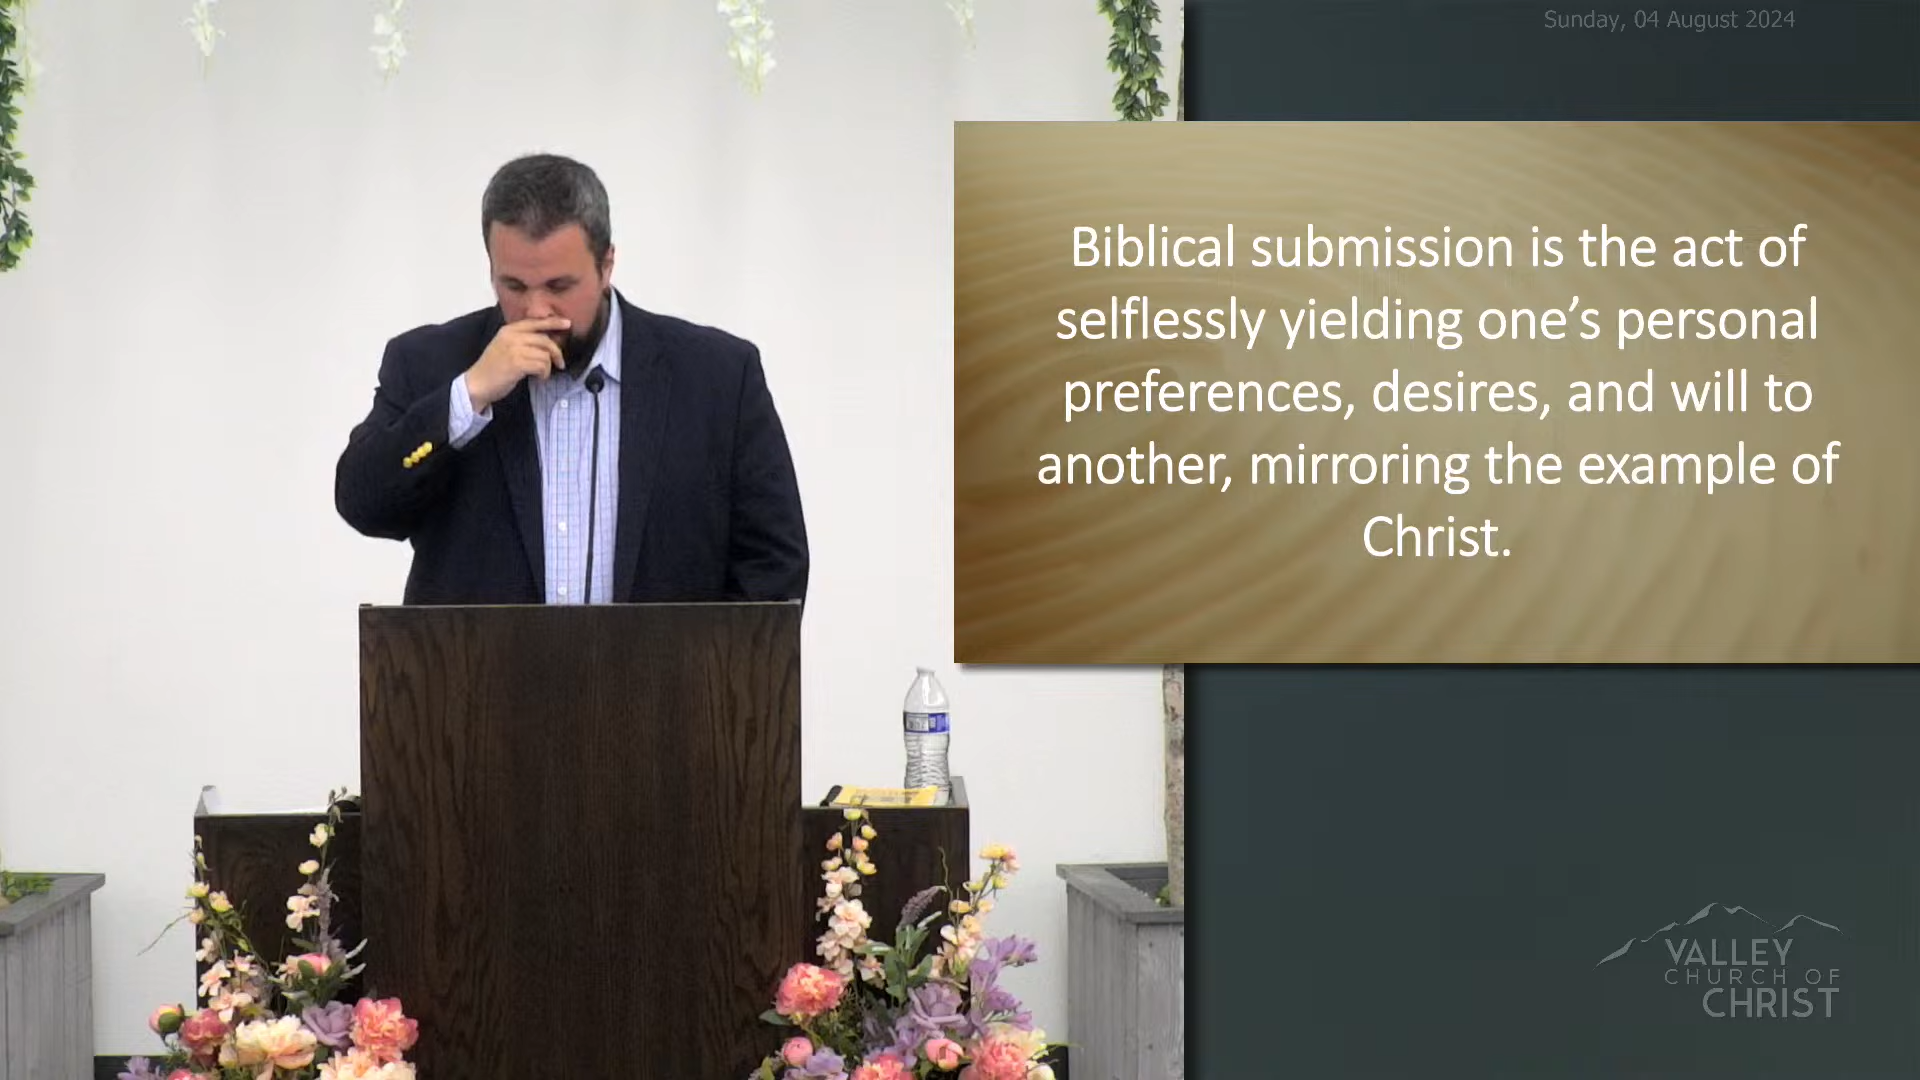 Sunday, 04 August 2024
Biblical submission is the act of
selflessly yielding one’s personal
preferences, desires, and will to
another, mirroring the example of
Christ.
VALLEY
CHURCH OF
CHRIST